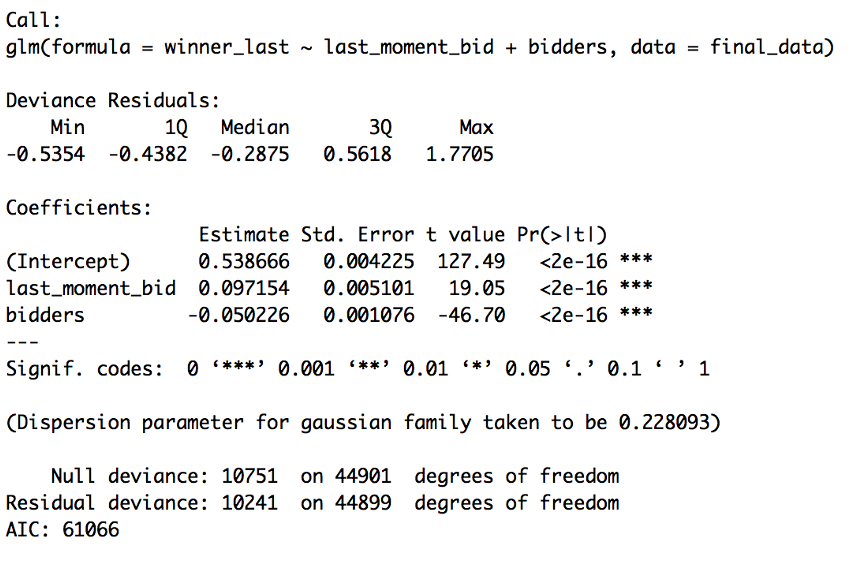 Call:
glm(formula = winner_last ~ last_moment_bid + bidders, data = final_data)
Deviance Residuals:
Min 1Q Median 3Q Max
-0.5354 -0.4382 -0.2875 0.5618 1.7705
Coefficients:
Estimate Std. Error t value Pr(>|t|)
(Intercept) 0.538666 0.004225 127.49 <2e-16 ***
last_moment_bid 0.097154 0.005101 19.05 <2e-16 ***
bidders -0.050226 0.001076 -46.70 <2e-16 ***
---
Signif. codes: 0 ‘***’ 0.001 ‘**’ 0.01 ‘*’ 0.05 ‘.’ 0.1 ‘ ’ 1
(Dispersion parameter for gaussian family taken to be 0.228093)
Null deviance: 10751 on 44901 degrees of freedom
Residual deviance: 10241 on 44899 degrees of freedom
AIC: 61066